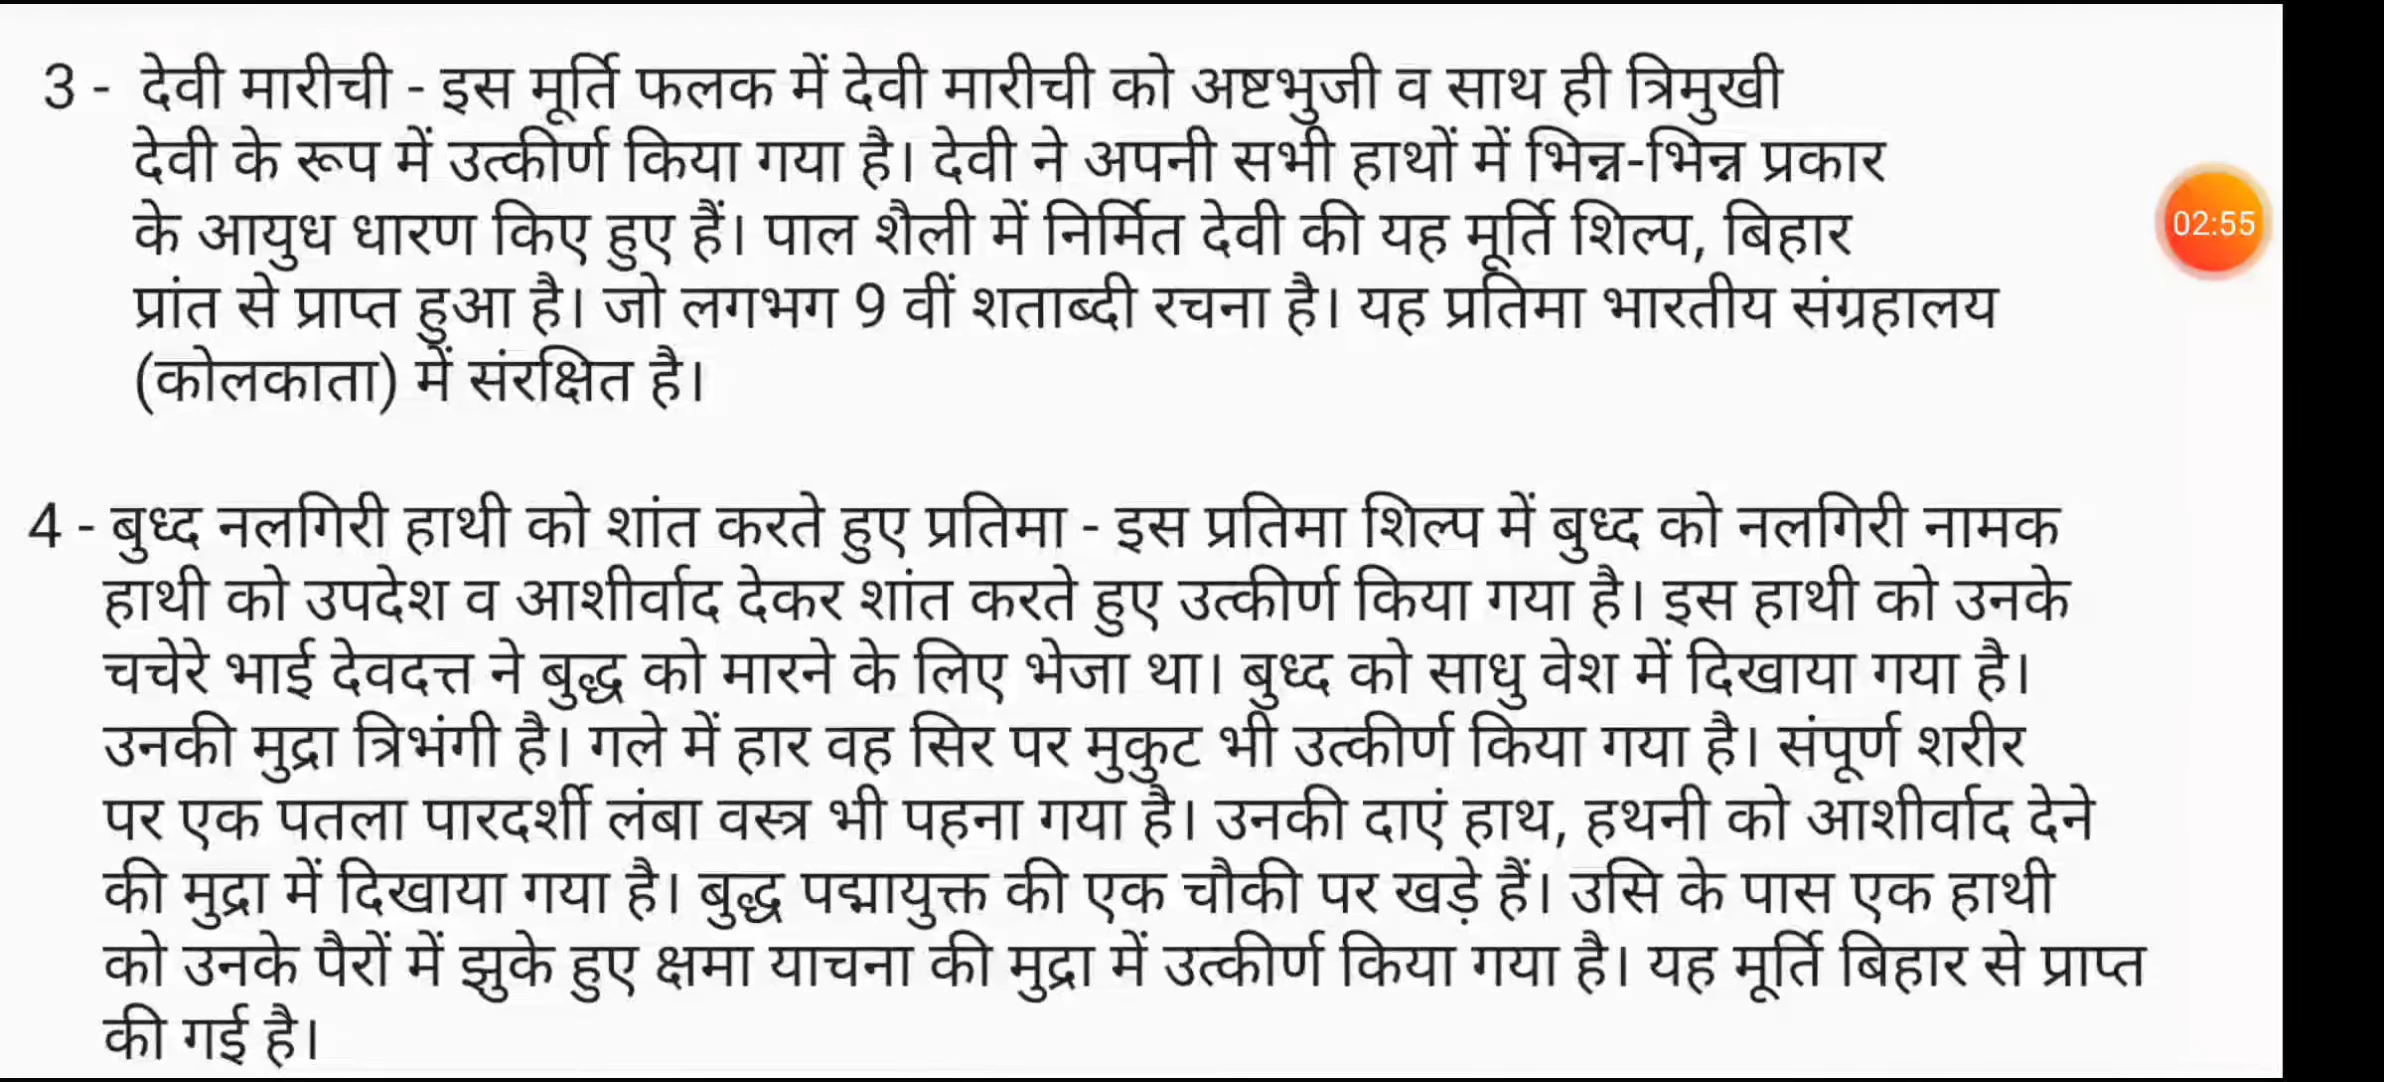 3 - देवी मारीची - इस मूर्ति फलक में देवी मारीची को अष्टभुजी व साथ ही त्रिमुखी
देवी के रूप में उत्कीर्ण किया गया है। देवी ने अपनी सभी हाथों में भिन्न-भिन्न प्रकार
के आयुध धारण किए हुए हैं। पाल शैली में निर्मित देवी की यह मूर्ति शिल्प, बिहार
02:55
प्रांत से प्राप्त हुआ है। जो लगभग 9 वीं शताब्दी रचना है। यह प्रतिमा भारतीय संग्रहालय
(कोलकाता) में संरक्षित है।
4 - बुध्द नलगिरी हाथी को शांत करते हुए प्रतिमा - इस प्रतिमा शिल्प में बुध्द को नलगिरी नामक
हाथी को उपदेश व आशीर्वाद देकर शांत करते हुए उत्कीर्ण किया गया है। इस हाथी को उनके
चचेरे भाई देवदत्त ने बुद्ध को मारने के लिए भेजा था। बुध्द को साधु वेश में दिखाया गया है।
उनकी मुद्रा त्रिभंगी है। गले में हार वह सिर पर मुकुट भी उत्कीर्ण किया गया है। संपूर्ण शरीर
पर एक पतला पारदर्शी लंबा वस्त्र भी पहना गया है। उनकी दाएं हाथ, हथनी को आशीर्वाद देने
की मुद्रा में दिखाया गया है। बुद्ध पद्मायुक्त की एक चौकी पर खड़े हैं। उसि के पास एक हाथी
को उनके पैरों में झुके हुए क्षमा याचना की मुद्रा में उत्कीर्ण किया गया है। यह मूर्ति बिहार से प्राप्त
की गई है।